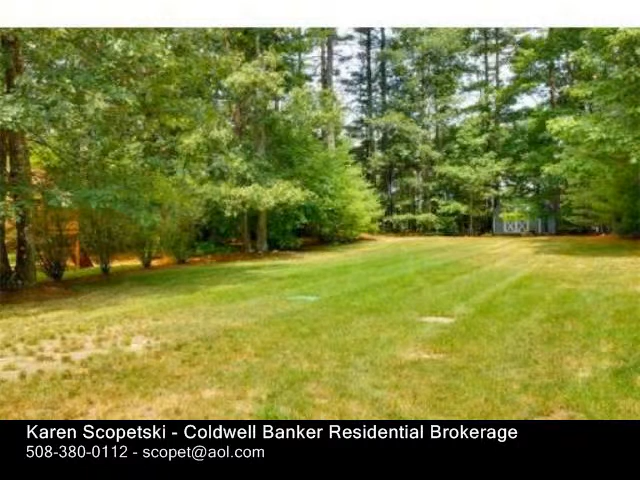 Karen Scopetski - Coldwell Banker Residential Brokerage
508-380-0112 - scopet@aol.com